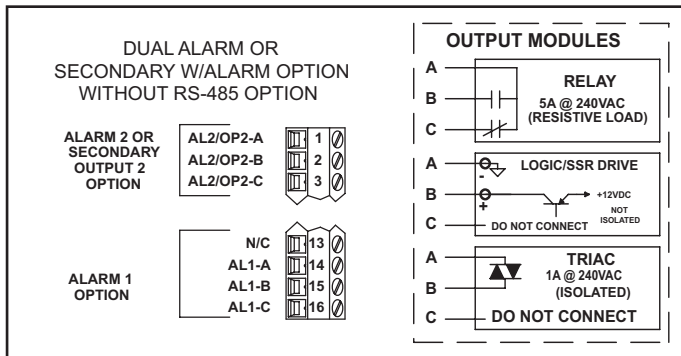 DUAL ALARM OR
SECONDARY W/ALARM OPTION
WITHOUT RS-485 OPTION
ALARM 2 OR
SECONDARY
OUTPUT 2
OPTION
AL2/OP2-A 1
AL2/OP2-B 2
AL2/OP2-C 3
N/C 13
AL1-A 14
AL1-B 15
AL1-C 16
ALARM 1
OPTION
OUTPUT MODULES
A
B
C
RELAY
5A @ 240VAC
(RESISTIVE LOAD)
A
B
C
LOGIC/SSR DRIVE
-
+
+12VDC
NOT
ISOLATED
DO NOT CONNECT
A
B
C
TRIAC
1A @ 240VAC
(ISOLATED)
DO NOT CONNECT